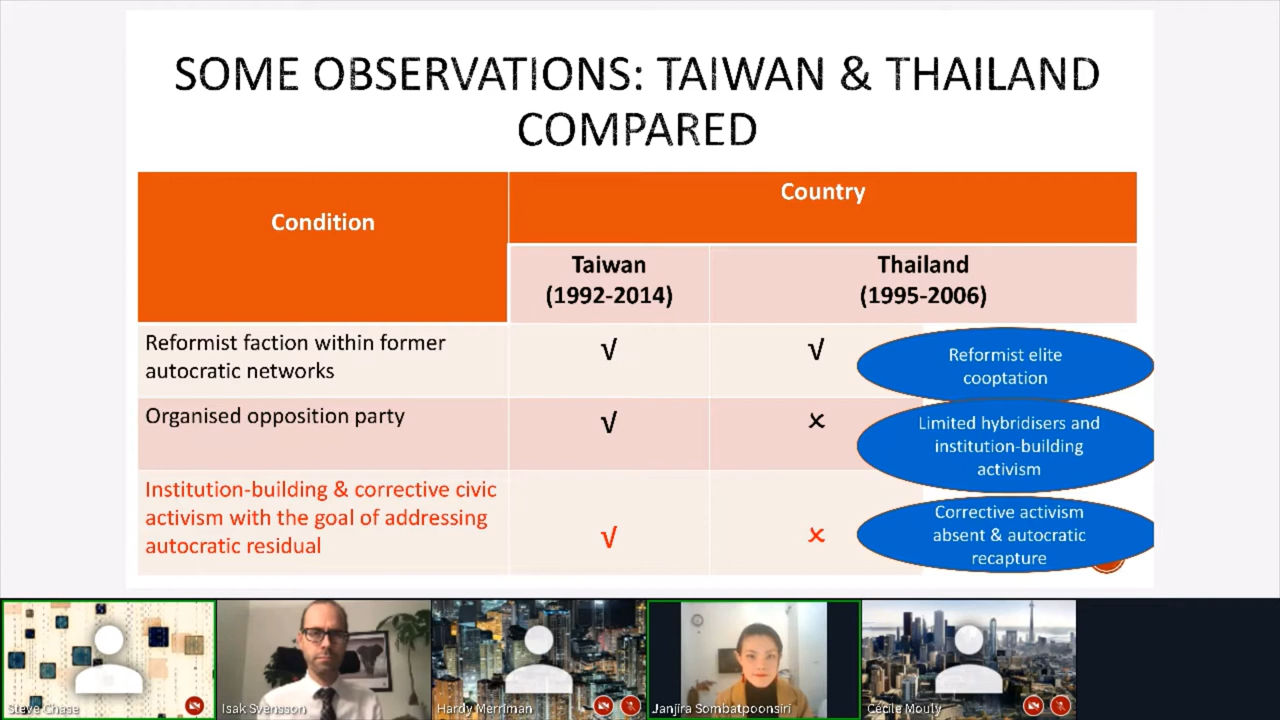 SOME OBSERVATIONS: TAIWAN & THAILAND
COMPARED
Condition
Country
Taiwan
(1992-2014)
Thailand
(1995-2006)
Reformist faction within former
autocratic networks
√
√
Reformist elite
cooptation
Organised opposition party
√
×
Limited hybridisers and
institution-building
activism
Institution-building & corrective civic
activism with the goal of addressing
autocratic residual
√
×
Corrective activism
absent & autocratic
recapture
Steve Chase
Isak Svensson
Hardy Merriman
Janjira Sombatpoonsiri
Cécile Mouly